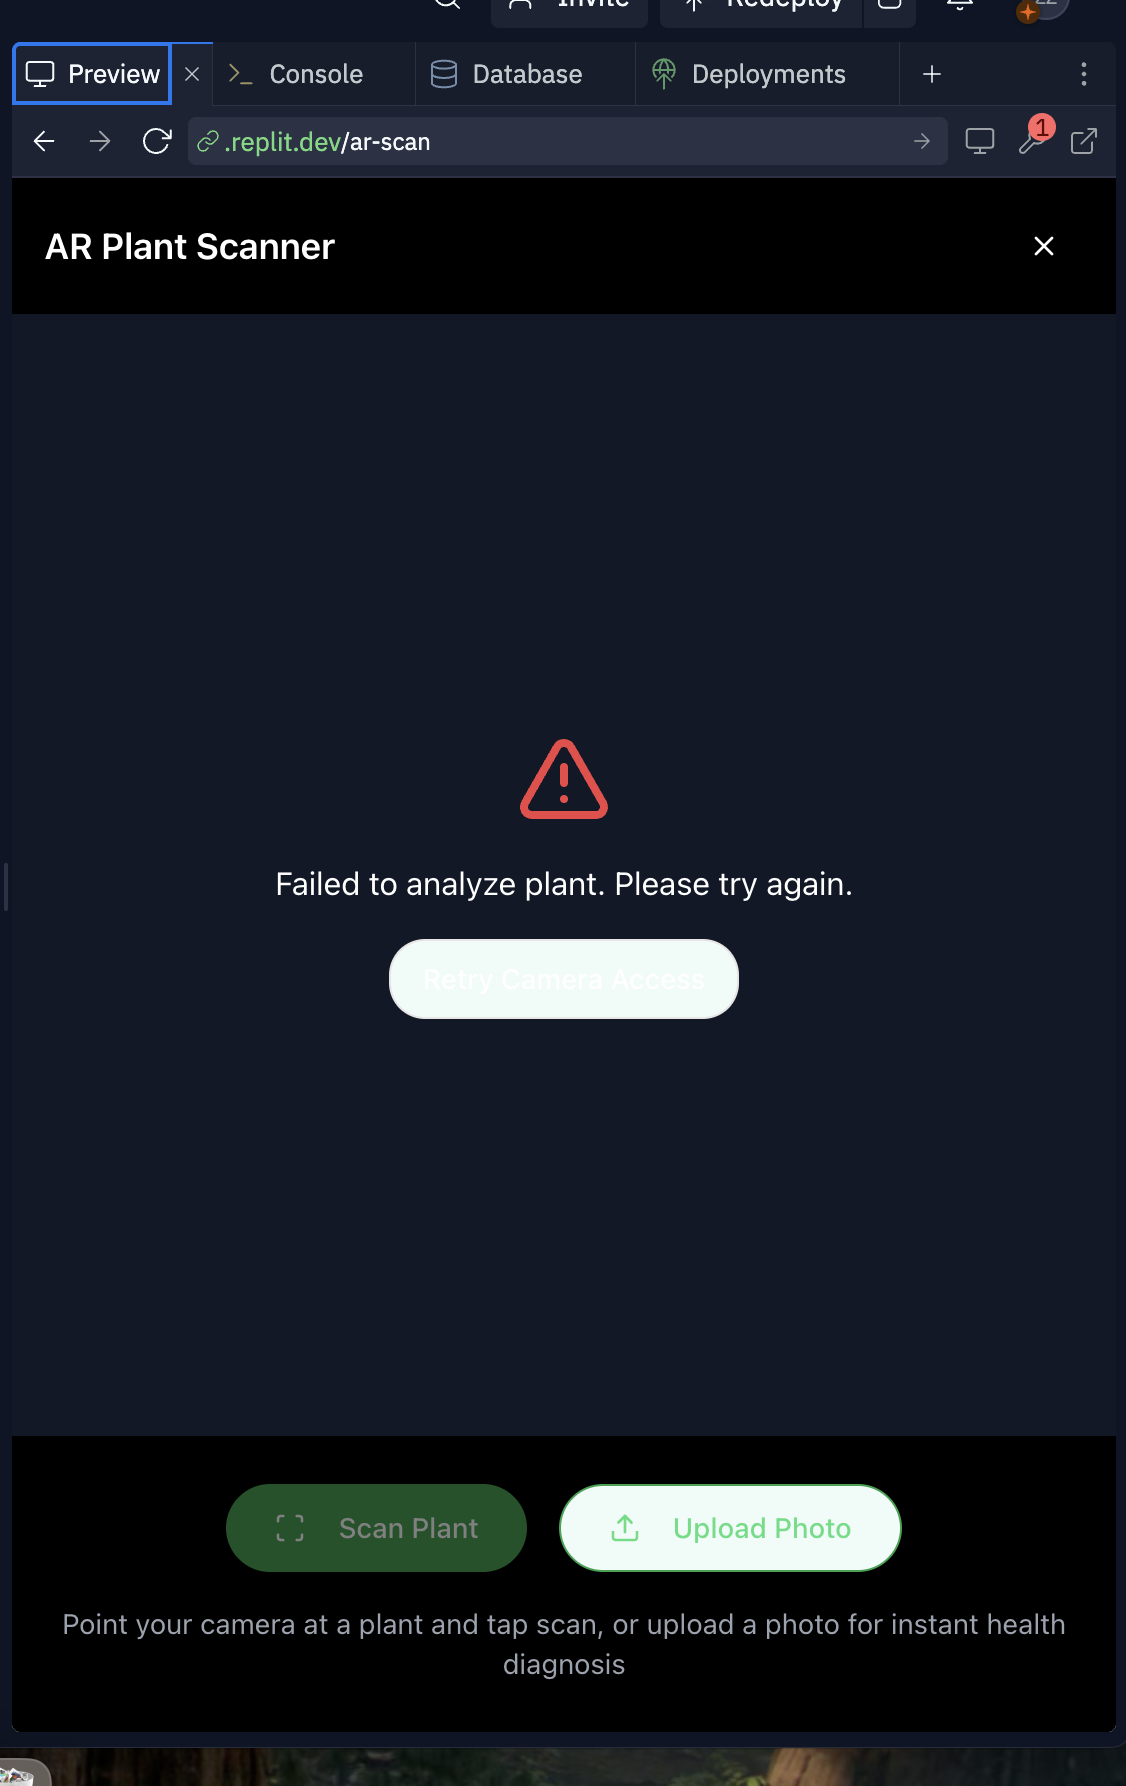 Invite
Redeploy
Preview
Console
Database
Deployments
.replit.dev/ar-scan
1
AR Plant Scanner
Failed to analyze plant. Please try again.
Retry Camera Access
Scan Plant
Upload Photo
Point your camera at a plant and tap scan, or upload a photo for instant health
diagnosis